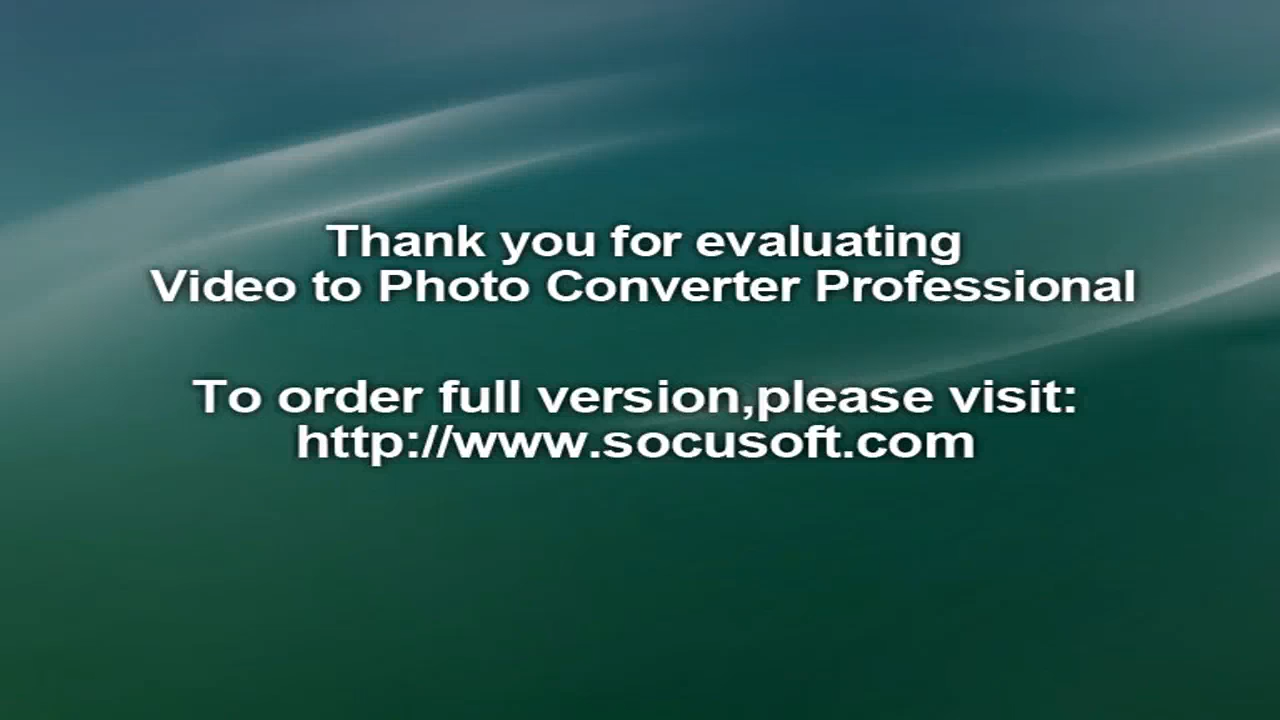 Thank you for evaluating
Video to Photo Converter Professional
To order full version,please visit:
http://www.socusoft.com